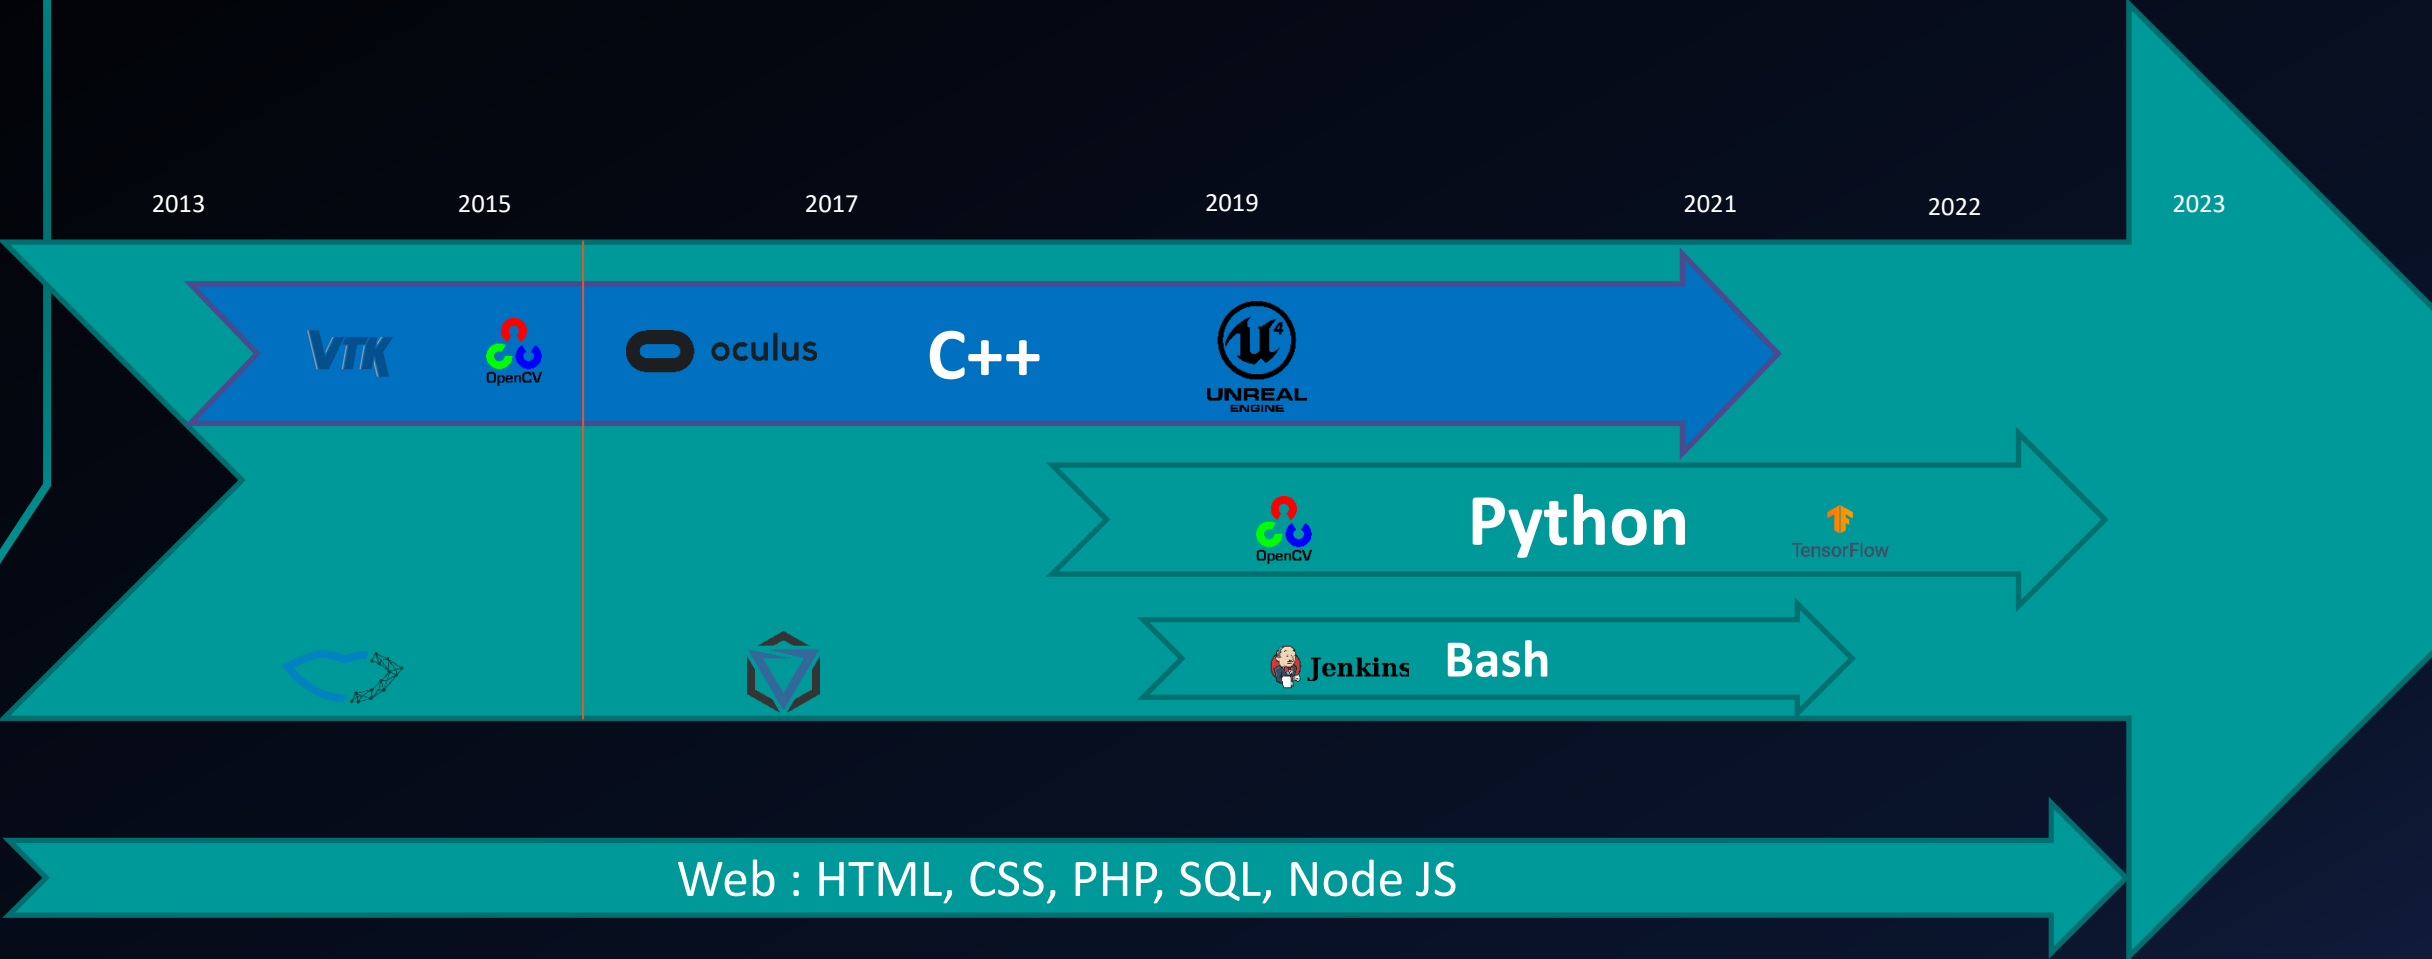 2013 2015 2017 2019 2021 2022 2023
VTK OpenCV oculus C++ 4 UNREAL ENGINE
OpenCV Python TensorFlow
Jenkins Bash
Web : HTML, CSS, PHP, SQL, Node JS